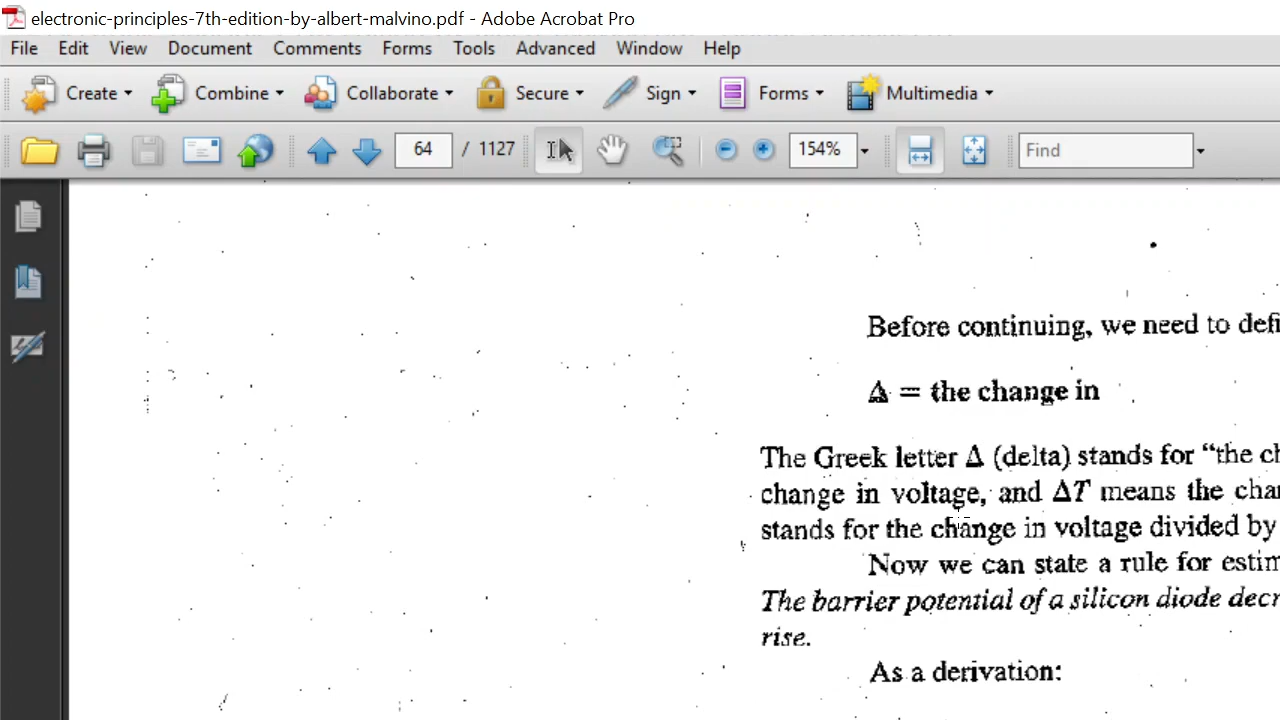 electronic-principles-7th-edition-by-albert-malvino.pdf - Adobe Acrobat Pro
File Edit View Document Comments Forms Tools Advanced Window Help
Create Combine Collaborate Secure Sign Forms Multimedia
64 / 1127 154% Find
Before continuing, we need to defi
Δ = the change in
The Greek letter Δ (delta) stands for “the ch
change in voltage, and ΔT means the chan
stands for the change in voltage divided by
Now we can state a rule for estim
The barrier potential of a silicon diode decr
rise.
As a derivation: